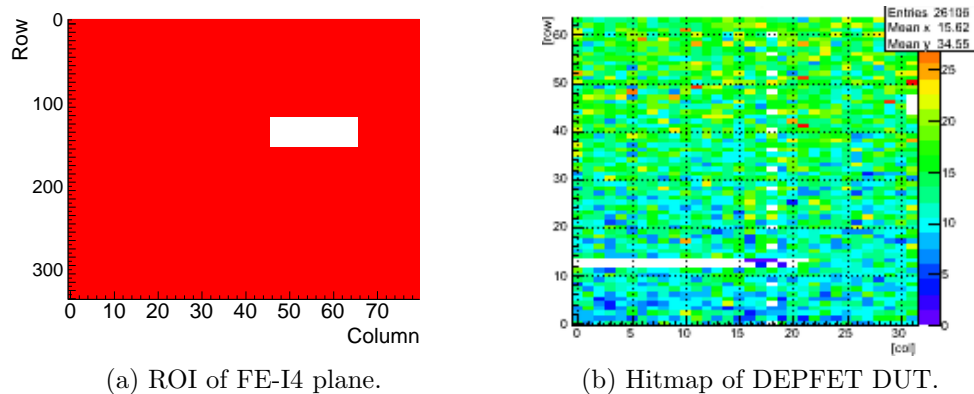 0
100
200
300
Row
0 10 20 30 40 50 60 70
Column
(a) ROI of FE-I4 plane.
Entries 26106
Mean x 15.62
Mean y 34.55
[row]
60
50
40
30
20
10
0
0 5 10 15 20 25 30
[col]
25
20
15
10
5
0
(b) Hitmap of DEPFET DUT.